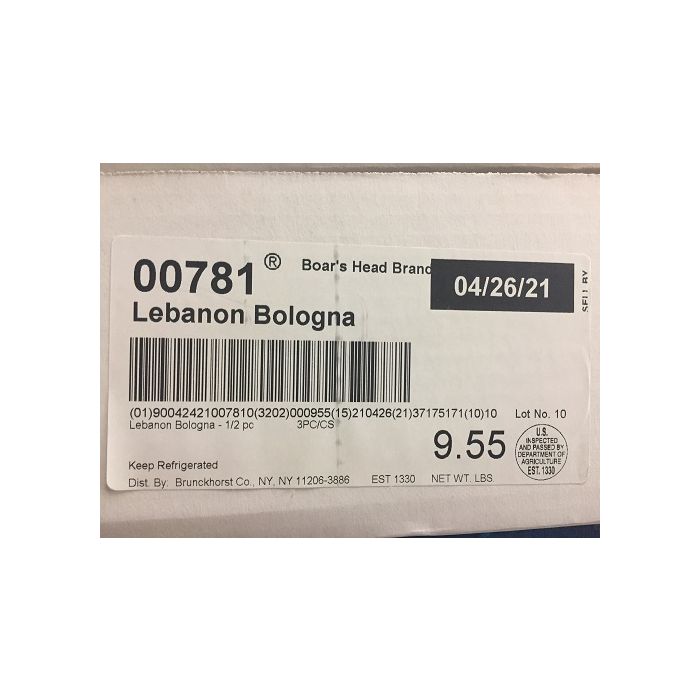 00781 ® Boar's Head Brand
04/26/21
SELL BY
Lebanon Bologna
(01)90042421007810(3202)000955(15)210426(21)37175171(10)10
Lot No. 10
Lebanon Bologna - 1/2 pc 3PC/CS
9.55
U.S.
INSPECTED
AND PASSED BY
DEPARTMENT OF
AGRICULTURE
EST. 1330
Keep Refrigerated
Dist. By. Brunckhorst Co., NY, NY 11206-3886 EST 1330 NET WT. LBS.